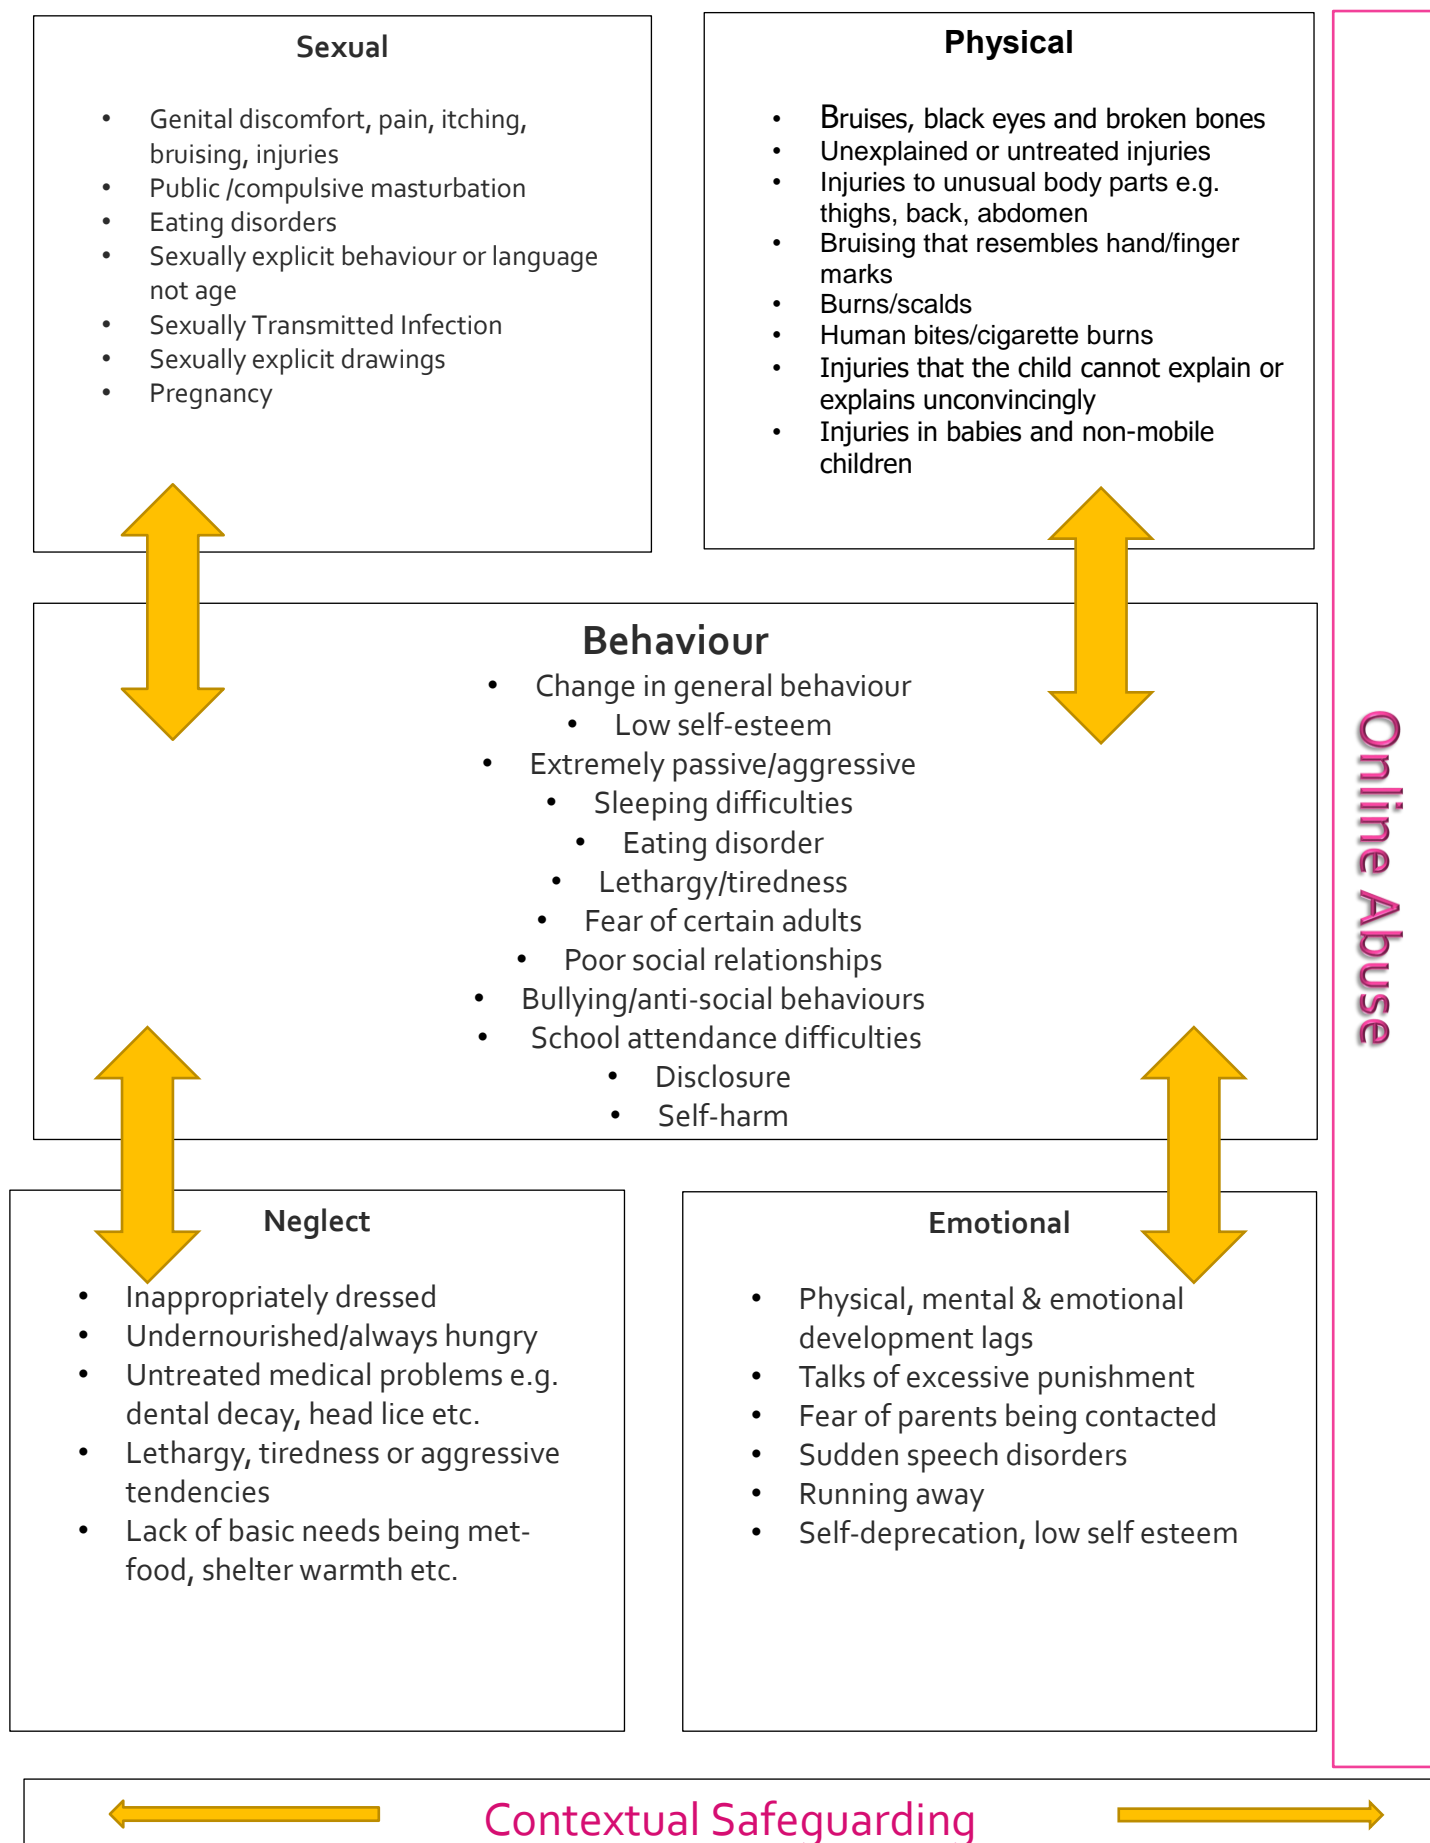 Sexual
• Genital discomfort, pain, itching,
bruising, injuries
• Public /compulsive masturbation
• Eating disorders
• Sexually explicit behaviour or language
not age
• Sexually Transmitted Infection
• Sexually explicit drawings
• Pregnancy
Physical
• Bruises, black eyes and broken bones
• Unexplained or untreated injuries
• Injuries to unusual body parts e.g.
thighs, back, abdomen
• Bruising that resembles hand/finger
marks
• Burns/scalds
• Human bites/cigarette burns
• Injuries that the child cannot explain or
explains unconvincingly
• Injuries in babies and non-mobile
children
Behaviour
• Change in general behaviour
• Low self-esteem
• Extremely passive/aggressive
• Sleeping difficulties
• Eating disorder
• Lethargy/tiredness
• Fear of certain adults
• Poor social relationships
• Bullying/anti-social behaviours
• School attendance difficulties
• Disclosure
• Self-harm
Neglect
• Inappropriately dressed
• Undernourished/always hungry
• Untreated medical problems e.g.
dental decay, head lice etc.
• Lethargy, tiredness or aggressive
tendencies
• Lack of basic needs being met-
food, shelter warmth etc.
Emotional
• Physical, mental & emotional
development lags
• Talks of excessive punishment
• Fear of parents being contacted
• Sudden speech disorders
• Running away
• Self-deprecation, low self esteem
Online Abuse
Contextual Safeguarding